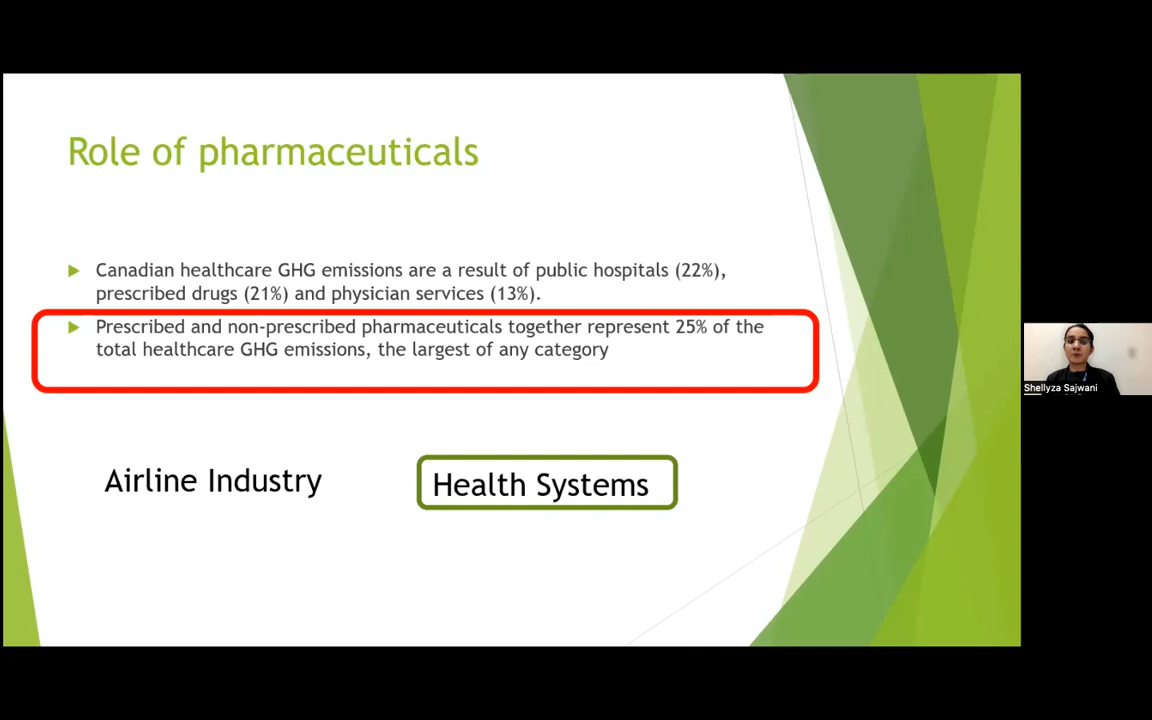 Role of pharmaceuticals
Canadian healthcare GHG emissions are a result of public hospitals (22%),
prescribed drugs (21%) and physician services (13%).
Prescribed and non-prescribed pharmaceuticals together represent 25% of the
total healthcare GHG emissions, the largest of any category
Airline Industry
Health Systems
Shellyza Sajwani